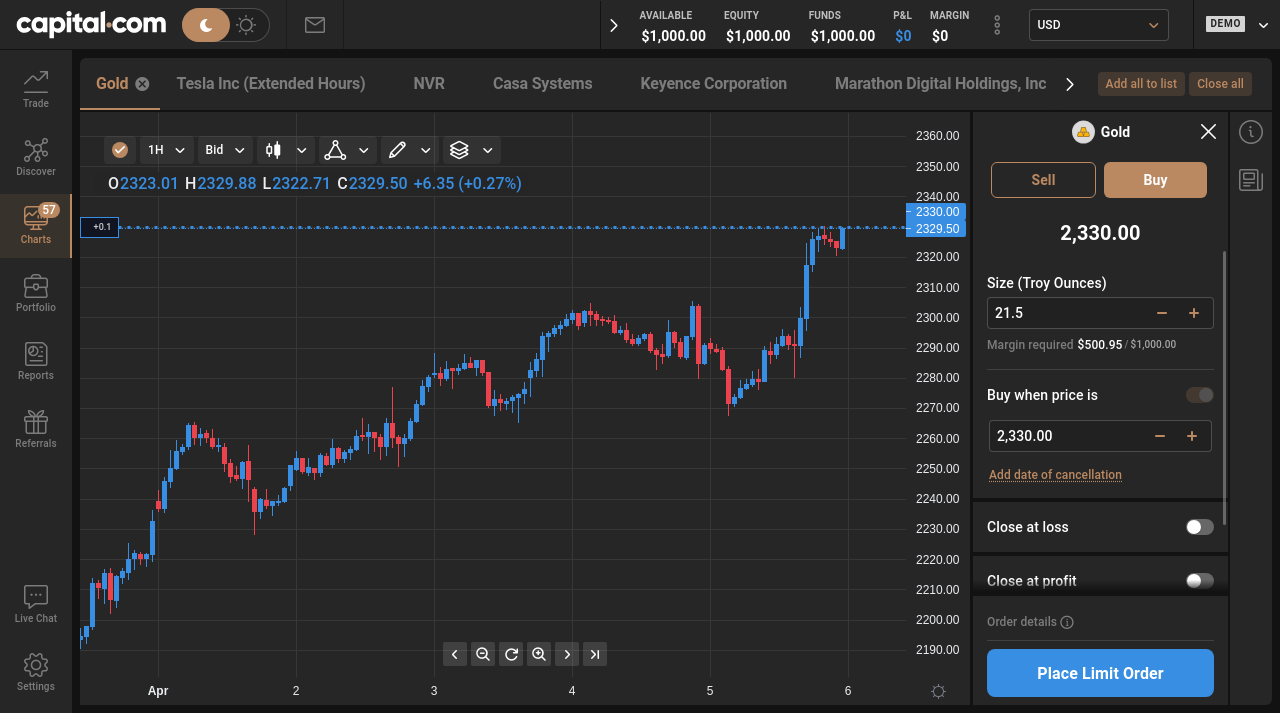 capital.com
AVAILABLE EQUITY FUNDS P&L MARGIN
$1,000.00 $1,000.00 $1,000.00 $0 $0
USD
DEMO
Trade
Discover
57
Charts
Portfolio
Reports
Referrals
Live Chat
Settings
Gold Tesla Inc (Extended Hours) NVR Casa Systems Keyence Corporation Marathon Digital Holdings, Inc
Add all to list Close all
1H Bid
O2323.01 H2329.88 L2322.71 C2329.50 +6.35 (+0.27%)
+0.1
2360.00
2350.00
2340.00
2330.00
2329.50
2320.00
2310.00
2300.00
2290.00
2280.00
2270.00
2260.00
2250.00
2240.00
2230.00
2220.00
2210.00
2200.00
2190.00
Apr 2 3 4 5 6
Gold
Sell Buy
2,330.00
Size (Troy Ounces)
21.5
Margin required $500.95 / $1,000.00
Buy when price is
2,330.00
Add date of cancellation
Close at loss
Close at profit
Order details
Place Limit Order